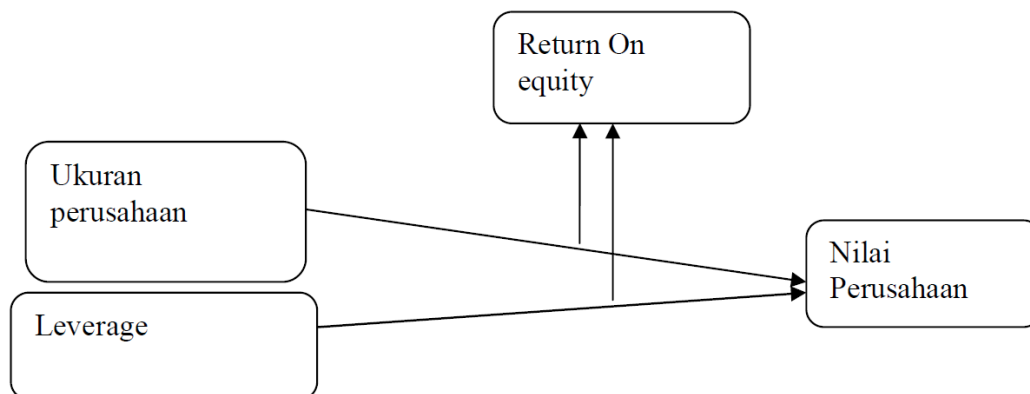 Return On
equity
Ukuran
perusahaan
Nilai
Perusahaan
Leverage